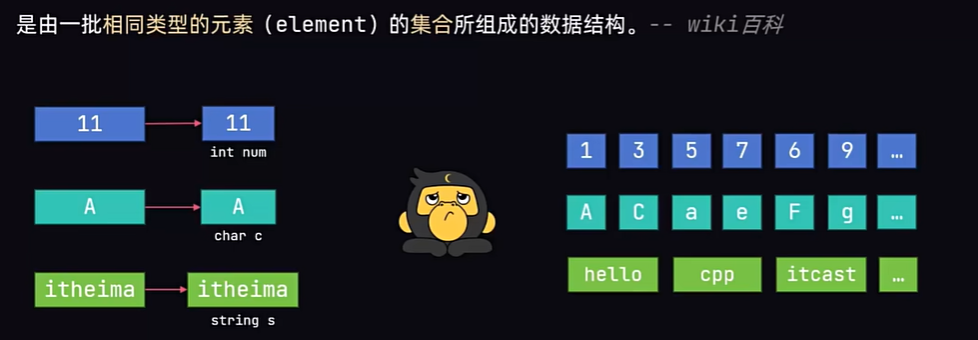 是由一批相同类型的元素（element）的集合所组成的数据结构。-- wiki百科
11 11
int num
A A
char c
itheima itheima
string s
1 3 5 7 6 9 …
A C a e F g …
hello cpp itcast …